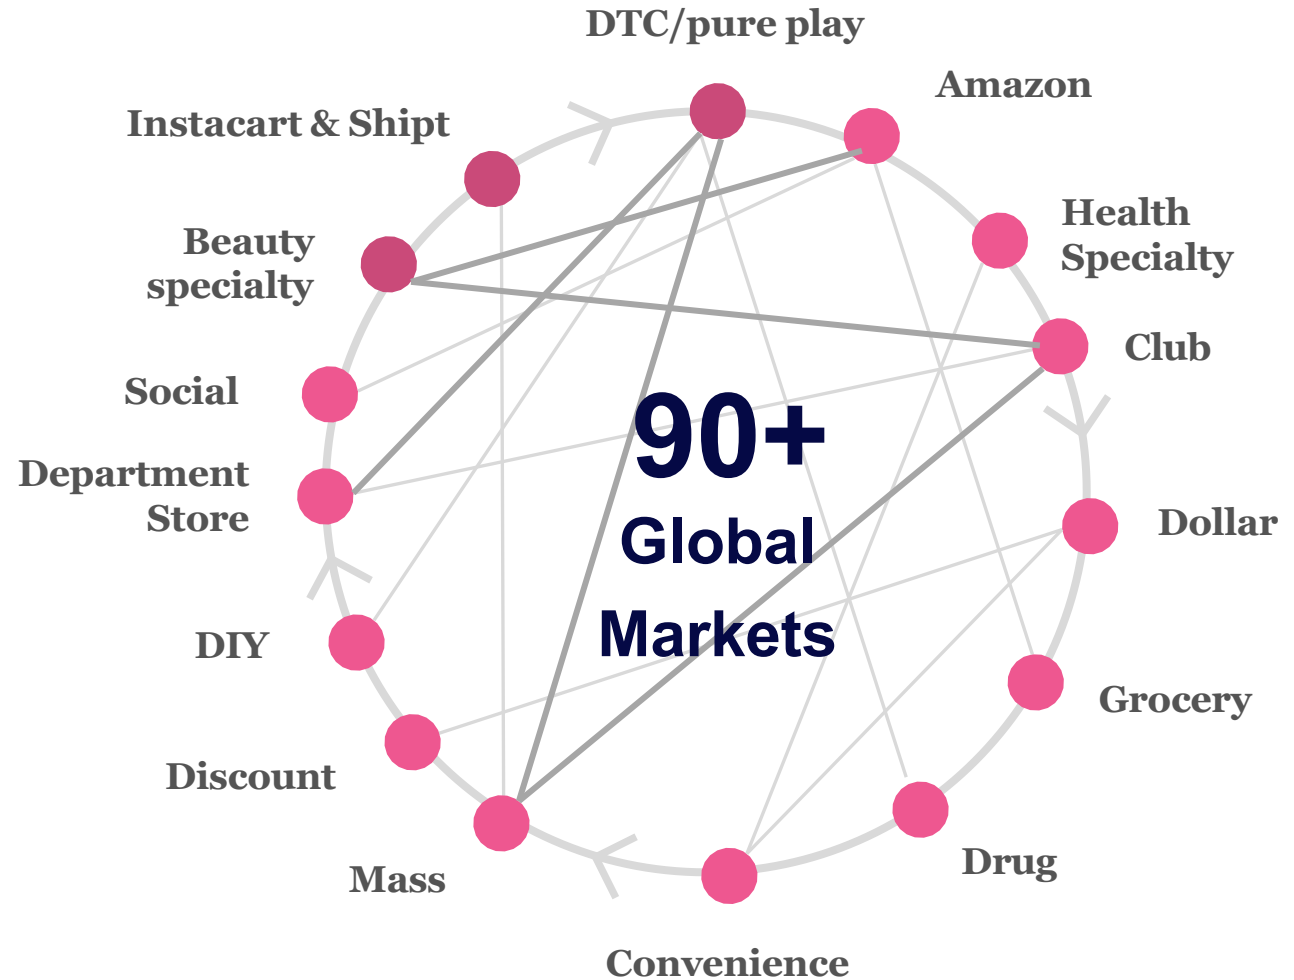 DTC/pure play
Amazon
Instacart & Shipt
Health
Specialty
Beauty
specialty
Club
Social
90+
Global
Markets
Department
Store
Dollar
DIY
Grocery
Discount
Drug
Mass
Convenience